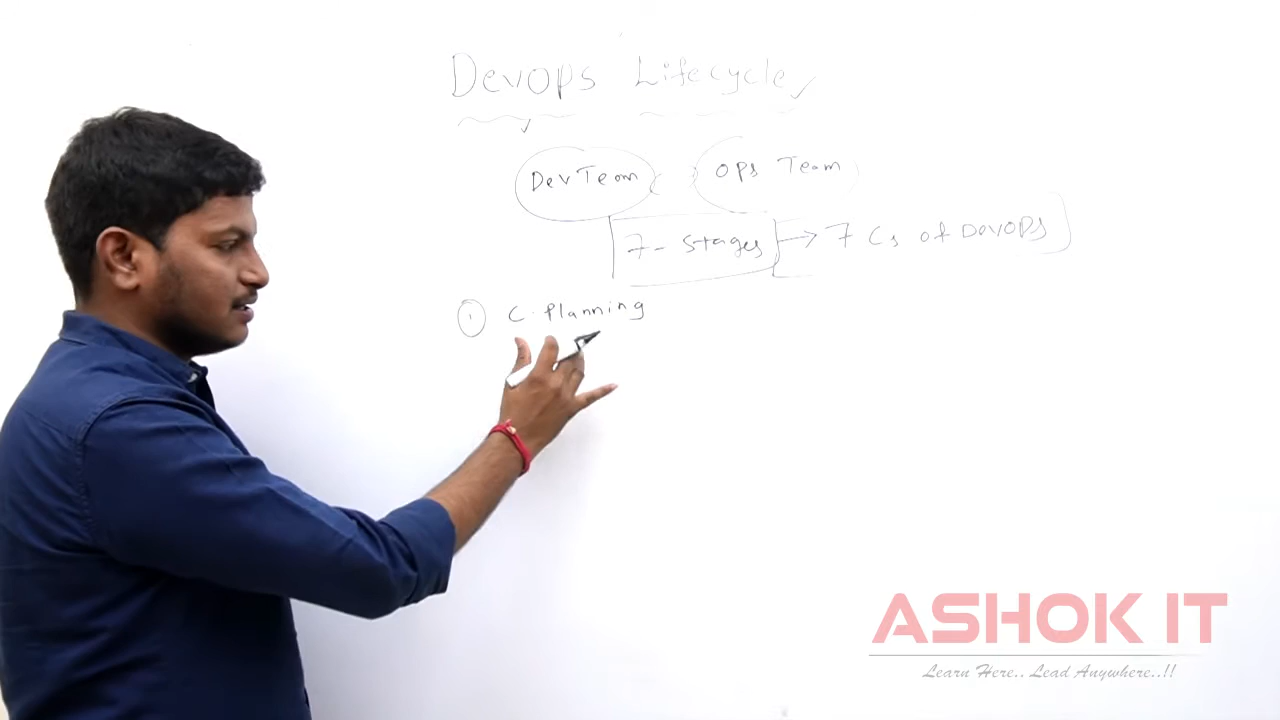 Devops Lifecycle
Dev Team
ops Team
7 - Stages → 7 Cs of DevOPS
1 C. Planning
ASHOK IT
Learn Here.. Lead Anywhere..!!